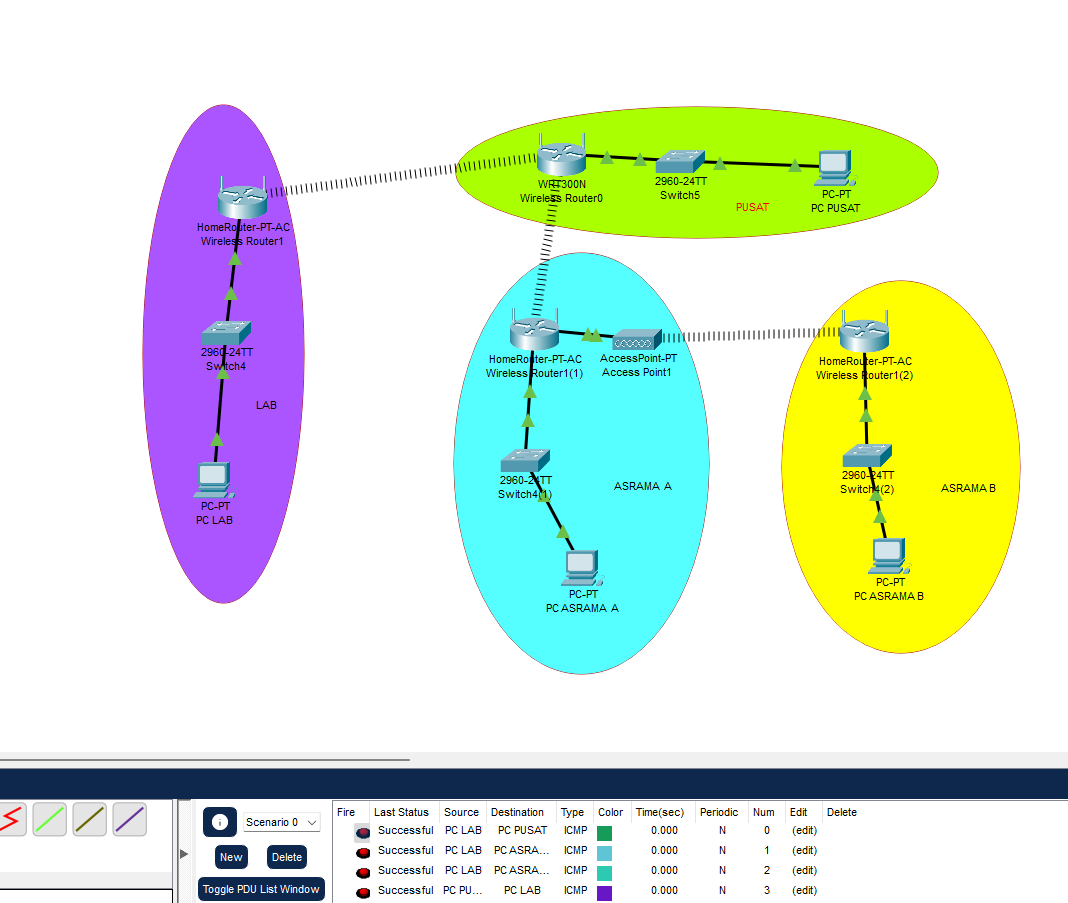 WRT300N
Wireless Router0
2960-24TT
Switch5
PUSAT
PC-PT
PC PUSAT
HomeRouter-PT-AC
Wireless Router1
2960-24TT
Switch4
LAB
PC-PT
PC LAB
HomeRouter-PT-AC
Wireless Router1(1)
AccessPoint-PT
Access Point1
2960-24TT
Switch4(1)
ASRAMA A
PC-PT
PC ASRAMA A
HomeRouter-PT-AC
Wireless Router1(2)
2960-24TT
Switch4(2)
ASRAMA B
PC-PT
PC ASRAMA B
Scenario 0
New Delete
Toggle PDU List Window
Fire Last Status Source Destination Type Color Time(sec) Periodic Num Edit Delete
Successful PC LAB PC PUSAT ICMP 0.000 N 0 (edit)
Successful PC LAB PC ASRA... ICMP 0.000 N 1 (edit)
Successful PC LAB PC ASRA... ICMP 0.000 N 2 (edit)
Successful PC PU... PC LAB ICMP 0.000 N 3 (edit)